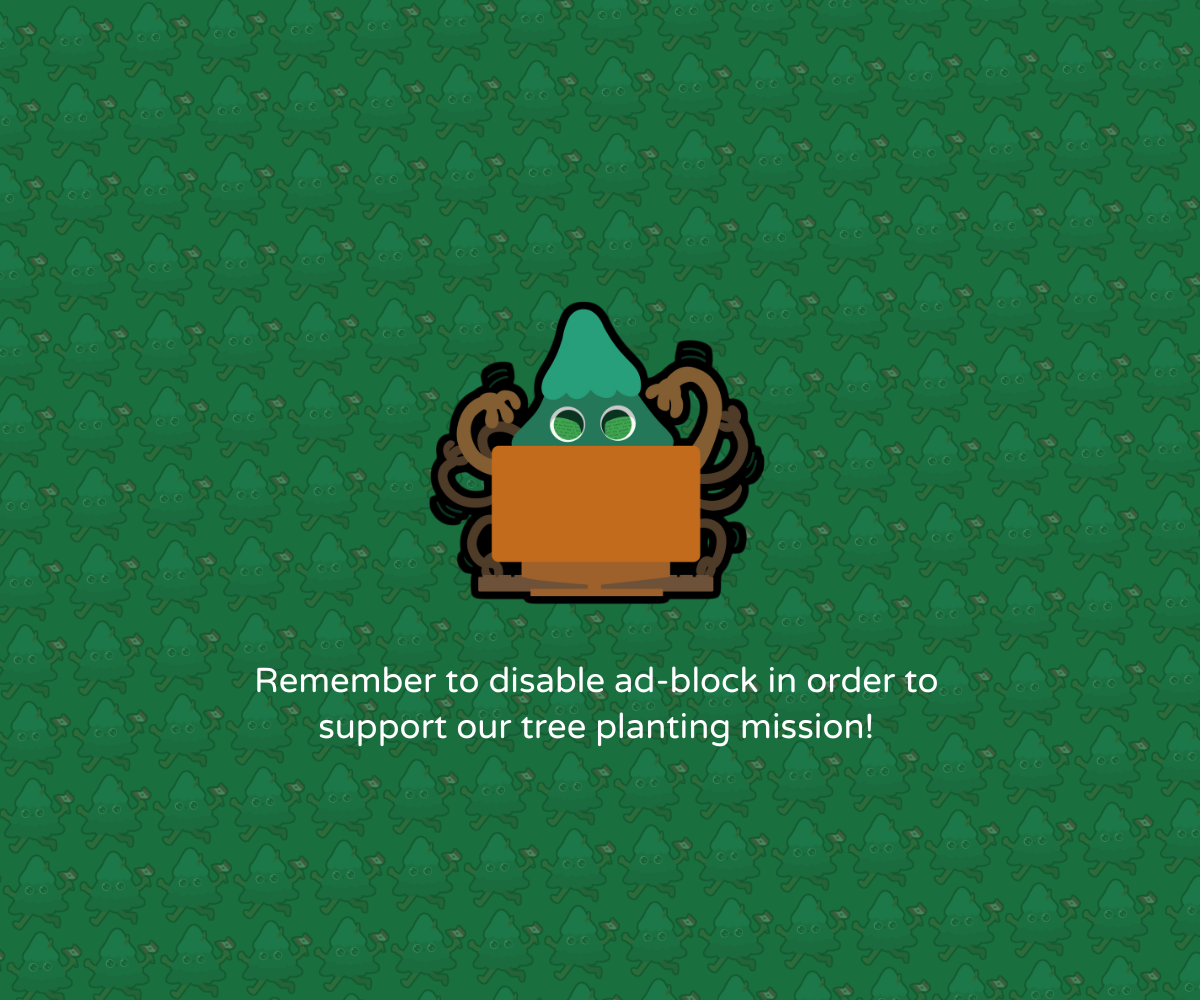 Remember to disable ad-block in order to
support our tree planting mission!